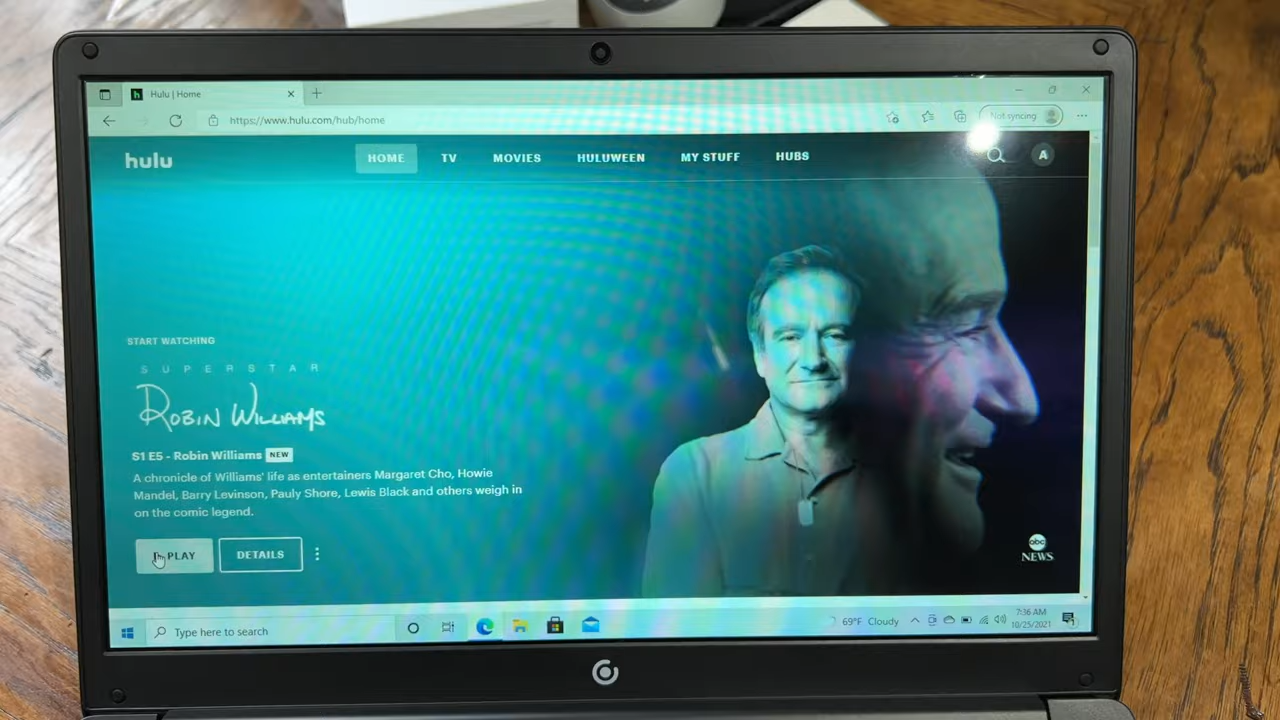 Hulu | Home
https://www.hulu.com/hub/home
Not syncing
hulu
HOME TV MOVIES HULUWEEN MY STUFF HUBS
A
START WATCHING
SUPERSTAR
ROBIN WILLIAMS
S1 E5 - Robin Williams NEW
A chronicle of Williams' life as entertainers Margaret Cho, Howie
Mandel, Barry Levinson, Pauly Shore, Lewis Black and others weigh in
on the comic legend.
PLAY DETAILS
abc
NEWS
Type here to search
69°F Cloudy
7:36 AM
10/25/2021